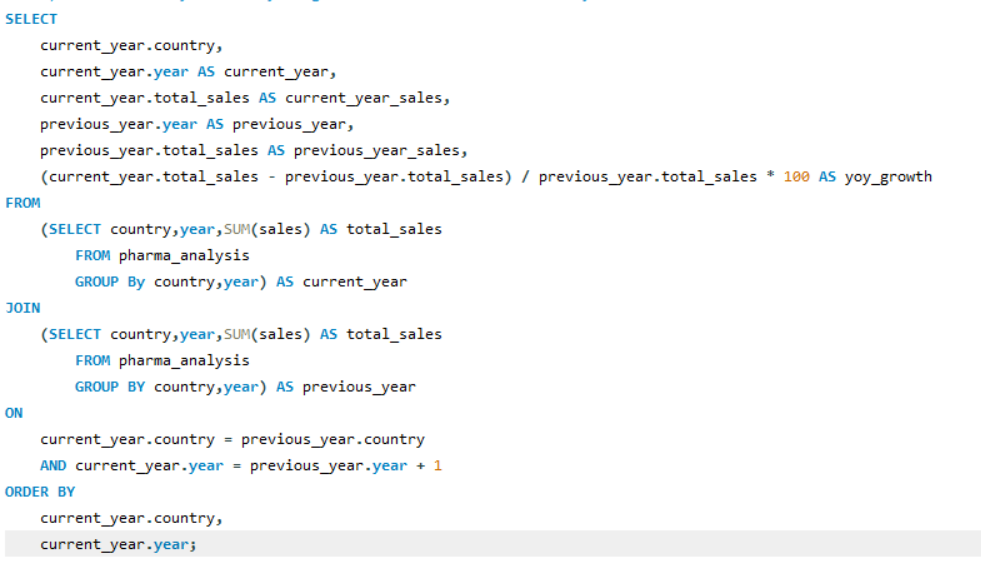 SELECT
    current_year.country,
    current_year.year AS current_year,
    current_year.total_sales AS current_year_sales,
    previous_year.year AS previous_year,
    previous_year.total_sales AS previous_year_sales,
    (current_year.total_sales - previous_year.total_sales) / previous_year.total_sales * 100 AS yoy_growth
FROM
    (SELECT country,year,SUM(sales) AS total_sales
        FROM pharma_analysis
        GROUP By country,year) AS current_year
JOIN
    (SELECT country,year,SUM(sales) AS total_sales
        FROM pharma_analysis
        GROUP BY country,year) AS previous_year
ON
    current_year.country = previous_year.country
    AND current_year.year = previous_year.year + 1
ORDER BY
    current_year.country,
    current_year.year;